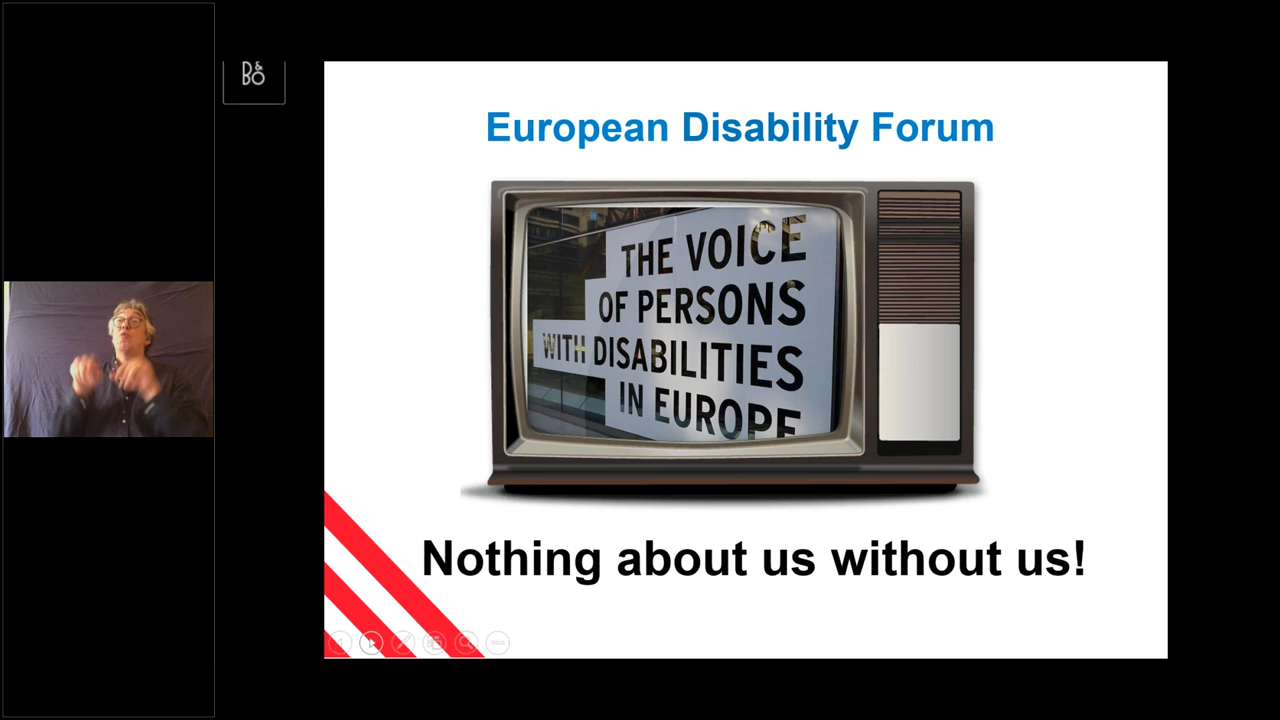 B&O
European Disability Forum
THE VOICE
OF PERSONS
WITH DISABILITIES
IN EUROPE
Nothing about us without us!